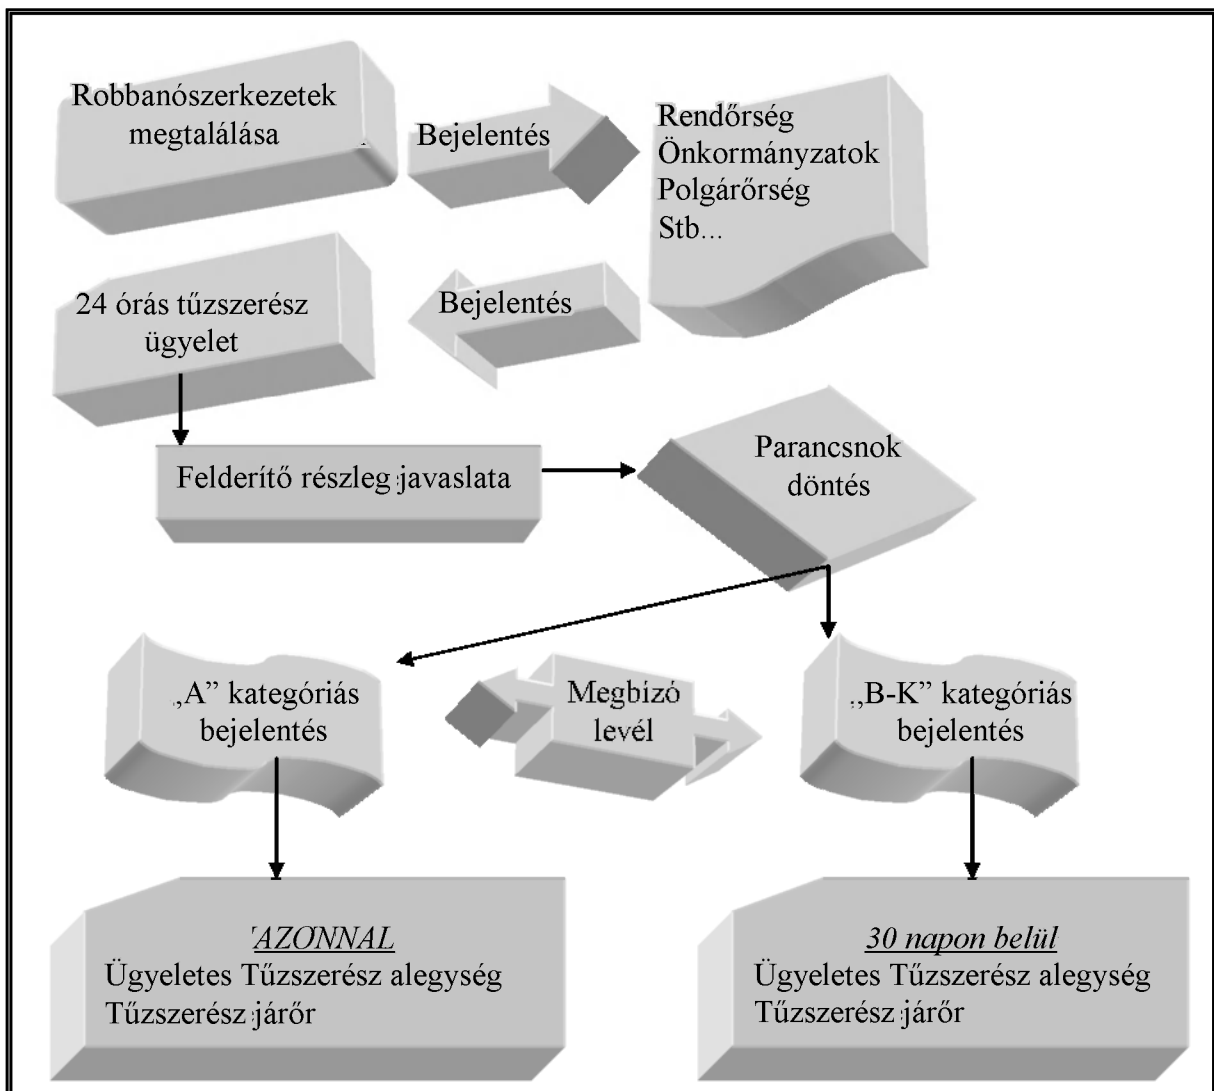 Robbanószerkezetek
megtalálása
Bejelentés
Rendőrség
Önkormányzatok
Polgárőrség
Stb...
24 órás tűzszerész
ügyelet
Bejelentés
Felderítő részleg javaslata
Parancsnok
döntés
„A” kategóriás
bejelentés
Megbízó
levél
„B-K” kategóriás
bejelentés
AZONNAL
Ügyeletes Tűzszerész alegység
Tűzszerész járőr
30 napon belül
Ügyeletes Tűzszerész alegység
Tűzszerész járőr